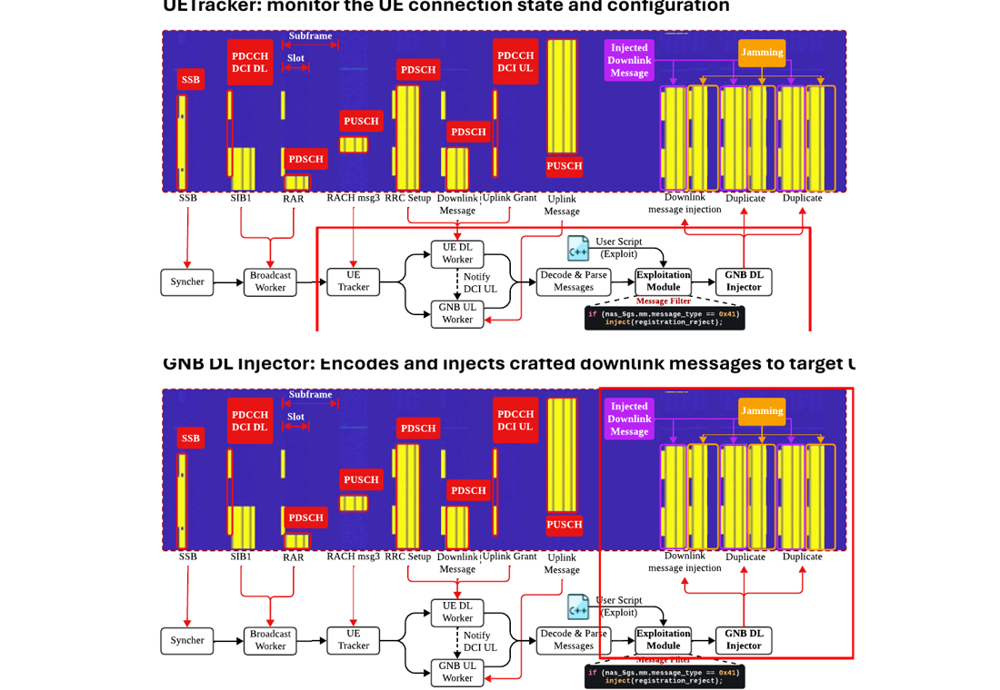 UETracker: monitor the UE connection state and configuration
Subframe
Slot
SSB
PDCCH
DCI DL
PDSCH
PUSCH
PDSCH
PDSCH
PDCCH
DCI UL
PUSCH
Injected
Downlink
Message
Jamming
SSB
SIB1
RAR
RACH msg3
RRC Setup
Downlink
Message
Uplink Grant
Uplink
Message
Downlink
message injection
Duplicate
Duplicate
Syncher
Broadcast
Worker
UE
Tracker
UE DL
Worker
Notify
DCI UL
GNB UL
Worker
C++
User Script
(Exploit)
Decode & Parse
Messages
Exploitation
Module
GNB DL
Injector
Message Filter
if (nas_5gs.mm.message_type == 0x41)
inject(registration_reject);
GNB DL Injector: Encodes and injects crafted downlink messages to target
Subframe
Slot
SSB
PDCCH
DCI DL
PDSCH
PUSCH
PDSCH
PDSCH
PDCCH
DCI UL
PUSCH
Injected
Downlink
Message
Jamming
SSB
SIB1
RAR
RACH msg3
RRC Setup
Downlink
Message
Uplink Grant
Uplink
Message
Downlink
message injection
Duplicate
Duplicate
Syncher
Broadcast
Worker
UE
Tracker
UE DL
Worker
Notify
DCI UL
GNB UL
Worker
C++
User Script
(Exploit)
Decode & Parse
Messages
Exploitation
Module
GNB DL
Injector
Message Filter
if (nas_5gs.mm.message_type == 0x41)
inject(registration_reject);